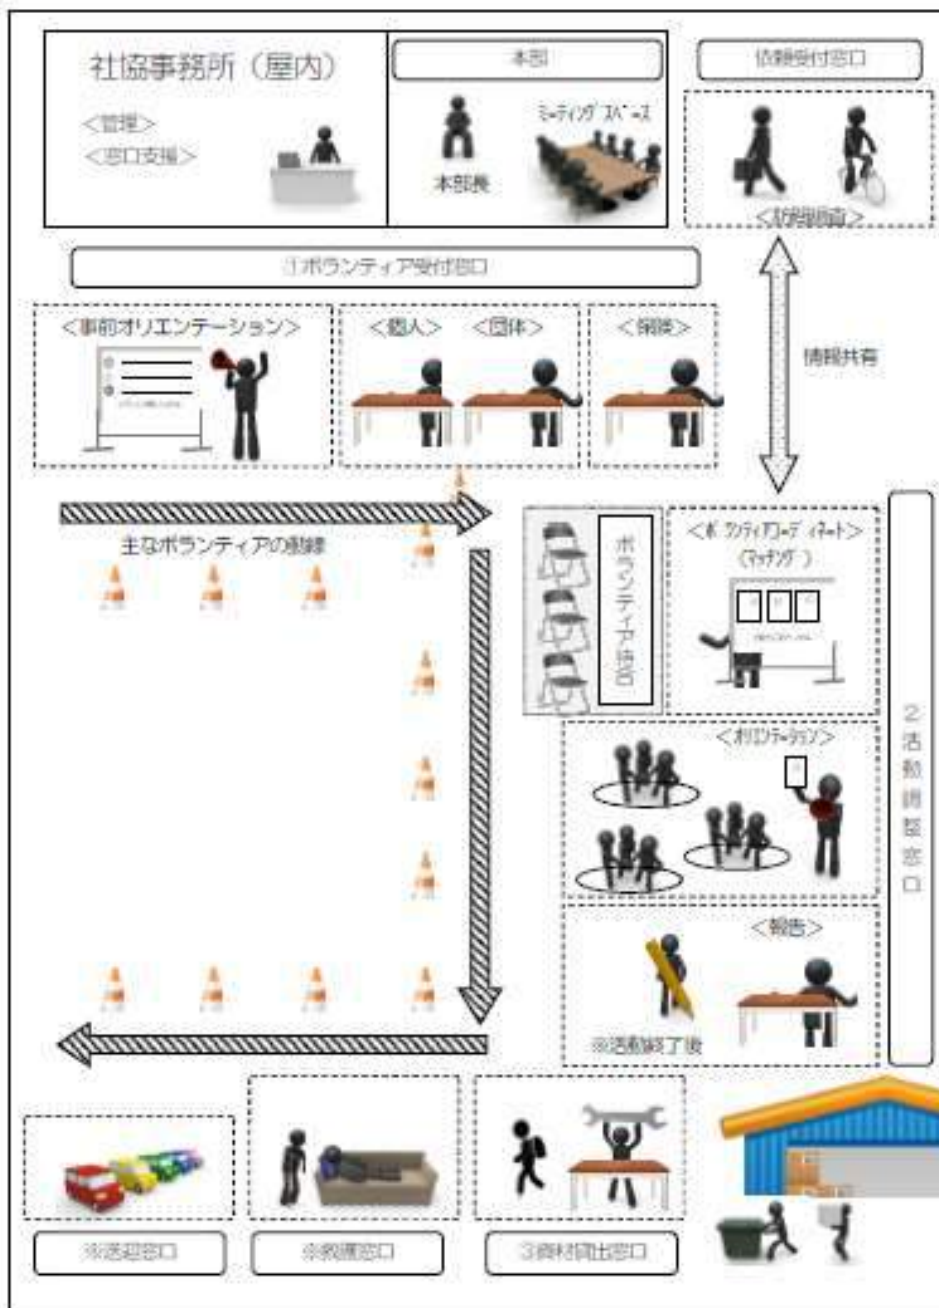 社協事務所（屋内）
＜管理＞
＜窓口支援＞
本部
ﾐｰﾃｨﾝｸﾞｽﾍﾟｰｽ
本部長
依頼受付窓口
＜訪問調査＞
①ボランティア受付窓口
＜事前オリエンテーション＞
＜個人＞
＜団体＞
＜保険＞
情報共有
主なボランティアの動線
ボランティア待合
＜ﾎﾞﾗﾝﾃｨｱｺｰﾃﾞｨﾈｰﾄ＞
（ﾏｯﾁﾝｸﾞ）
＜ｵﾘｴﾝﾃｰｼｮﾝ＞
２活動調整窓口
＜報告＞
※活動終了後
※送迎窓口
※救護窓口
③資材貸出窓口